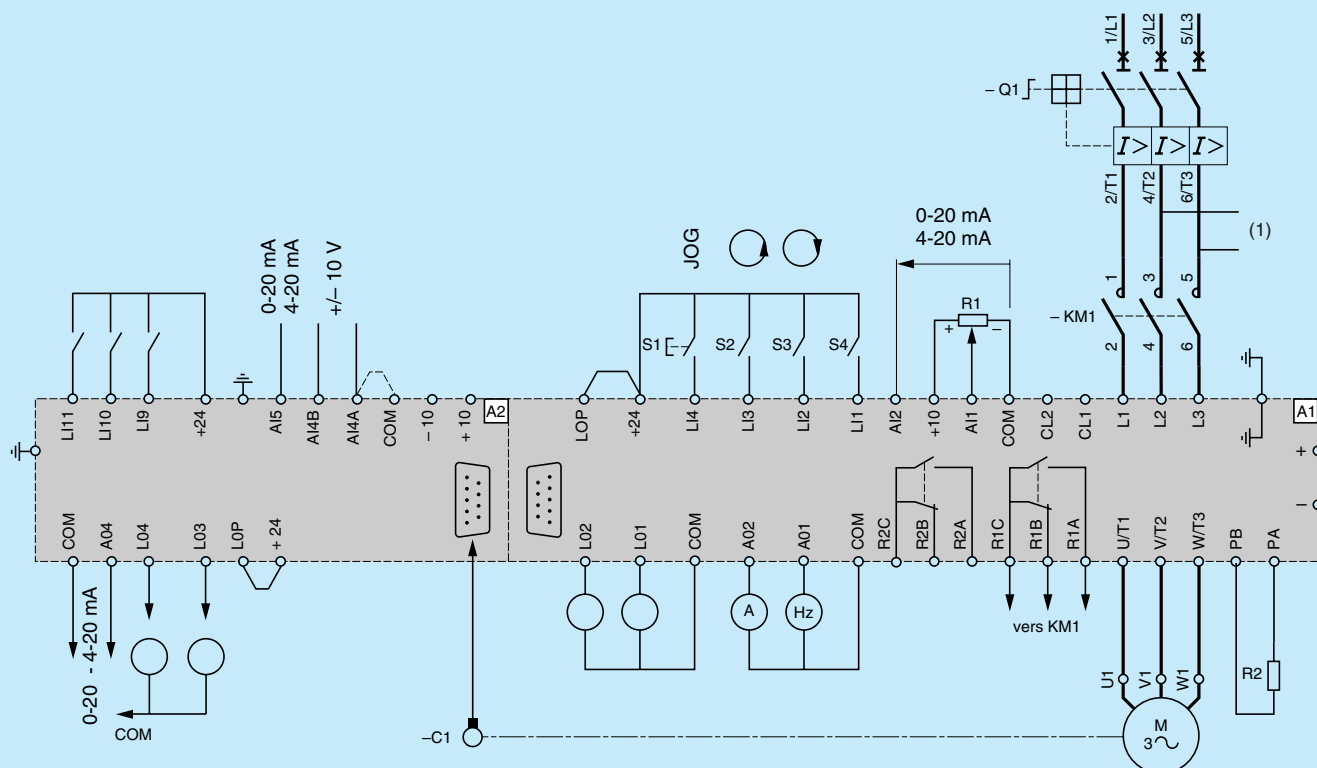 1/L1
3/L2
5/L3
– Q1
I >
I >
I >
2/T1
4/T2
6/T3
(1)
0-20 mA
4-20 mA
JOG
0-20 mA
4-20 mA
+/– 10 V
1
3
5
– KM1
2
4
6
R1
+
–
S1
S2
S3
S4
LI11
LI10
LI9
+24
AI5
AI4B
AI4A
COM
– 10
+ 10
A2
LOP
+24
LI4
LI3
LI2
LI1
AI2
+10
AI1
COM
CL2
CL1
L1
L2
L3
A1
+
–
COM
A04
L04
L03
L0P
+ 24
L02
L01
COM
A02
A01
COM
R2C
R2B
R2A
R1C
R1B
R1A
U/T1
V/T2
W/T3
PB
PA
0-20 - 4-20 mA
COM
A
Hz
vers KM1
U1
V1
W1
R2
–C1
M
3